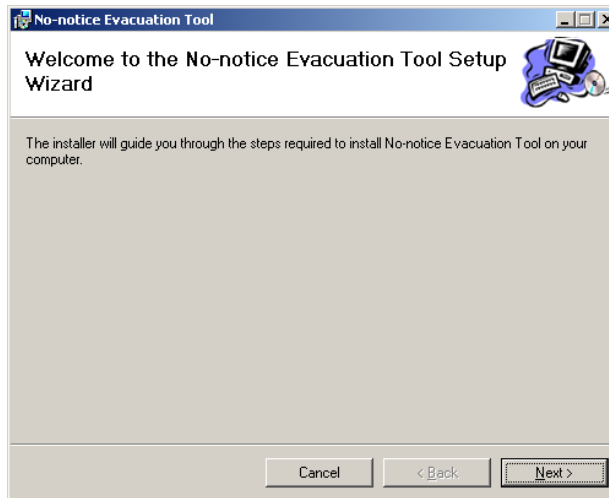 No-notice Evacuation Tool
Welcome to the No-notice Evacuation Tool Setup
Wizard
The installer will guide you through the steps required to install No-notice Evacuation Tool on your
computer.
Cancel
< Back
Next >